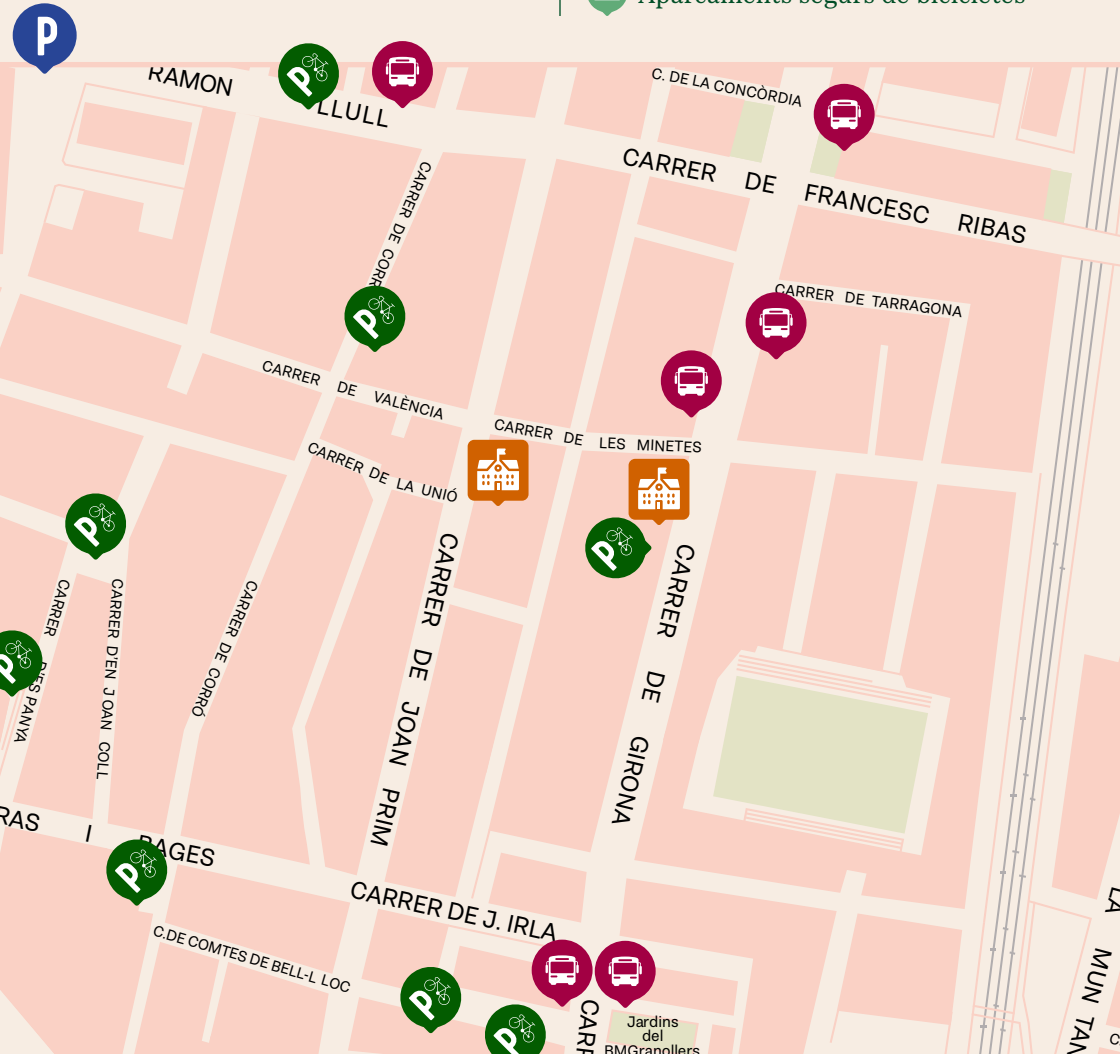 Aparcaments segurs de bicicletes
P
RAMON
LLULL
P
C. DE LA CONCÒRDIA
CARRER DE FRANCESC RIBAS
CARRER DE CORR
P
CARRER DE TARRAGONA
CARRER DE VALÈNCIA
CARRER DE LES MINETES
CARRER DE LA UNIÓ
P
P
CARRER DE JOAN PRIM
CARRER DE GIRONA
CARRER D'ESPANYA
CARRER D'EN JOAN COLL
CARRER DE CORRÓ
P
RAS I PAGES
P
CARRER DE J. IRLA
C.DE COMTES DE BELL-L LOC
P
P
CARR
Jardins
del
BMGranollers
LA
MUN TAN
C